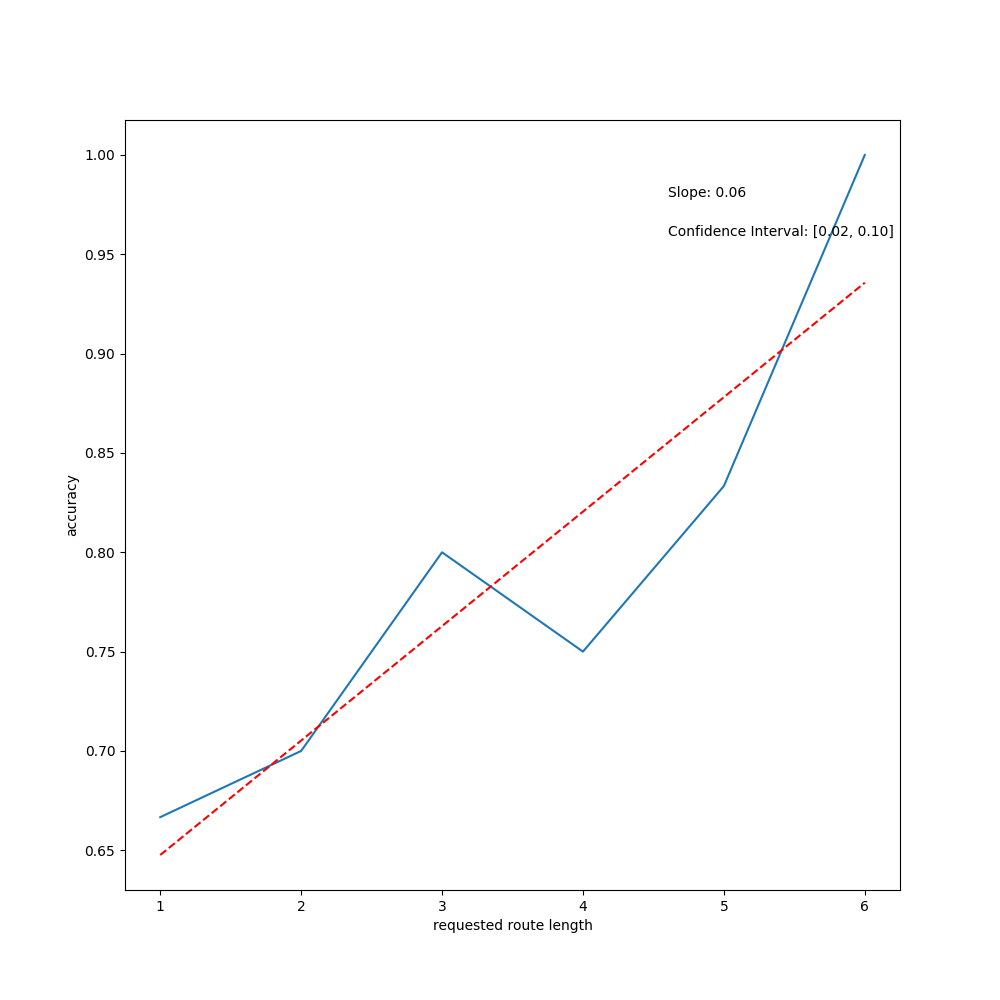 1.00
0.95
0.90
0.85
0.80
0.75
0.70
0.65
accuracy
Slope: 0.06
Confidence Interval: [0.02, 0.10]
1 2 3 4 5 6
requested route length